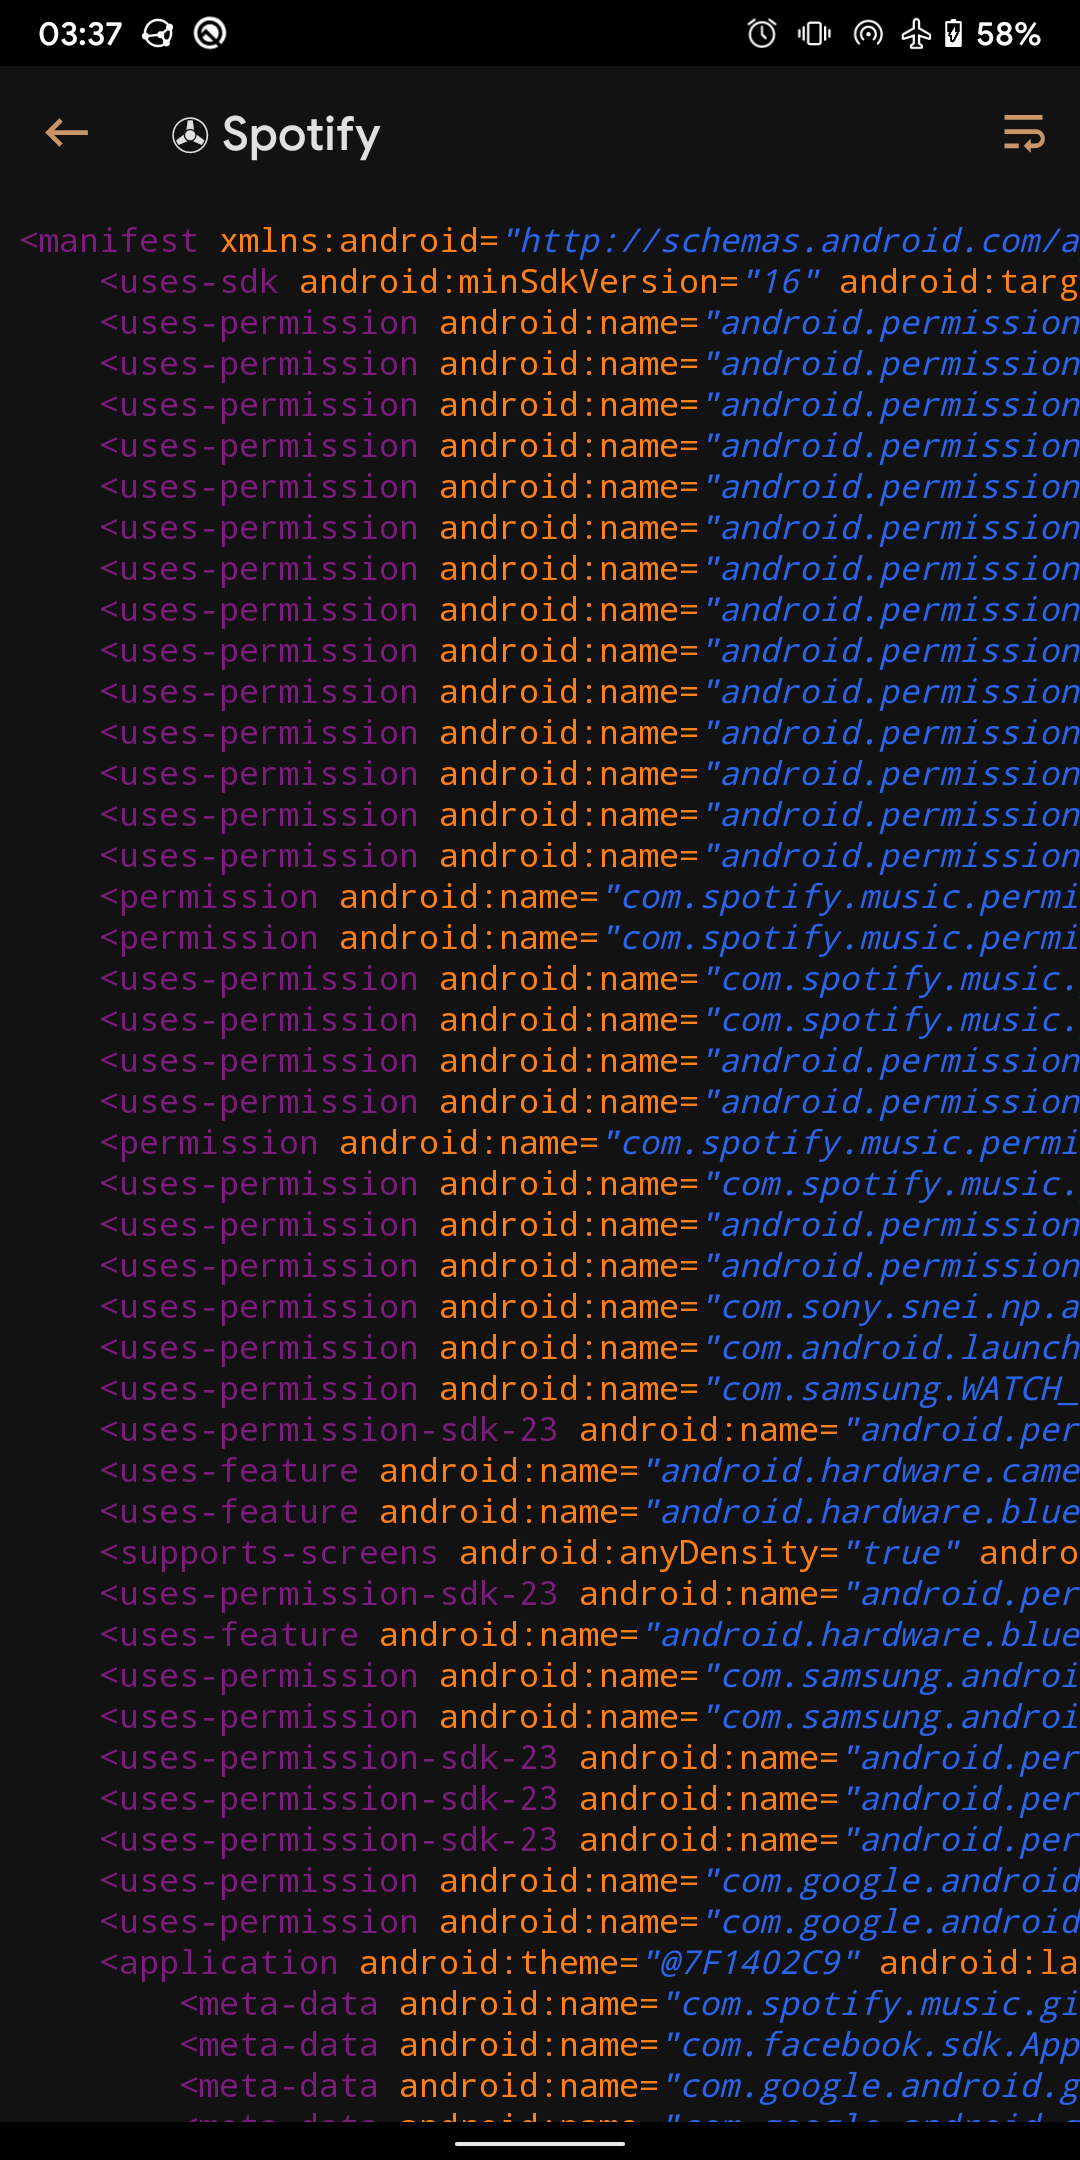 03:37 58%
Spotify
<manifest xmlns:android="http://schemas.android.com/a
<uses-sdk android:minSdkVersion="16" android:targ
<uses-permission android:name="android.permission
<uses-permission android:name="android.permission
<uses-permission android:name="android.permission
<uses-permission android:name="android.permission
<uses-permission android:name="android.permission
<uses-permission android:name="android.permission
<uses-permission android:name="android.permission
<uses-permission android:name="android.permission
<uses-permission android:name="android.permission
<uses-permission android:name="android.permission
<uses-permission android:name="android.permission
<uses-permission android:name="android.permission
<uses-permission android:name="android.permission
<uses-permission android:name="android.permission
<permission android:name="com.spotify.music.permi
<permission android:name="com.spotify.music.permi
<uses-permission android:name="com.spotify.music.
<uses-permission android:name="com.spotify.music.
<uses-permission android:name="android.permission
<uses-permission android:name="android.permission
<permission android:name="com.spotify.music.permi
<uses-permission android:name="com.spotify.music.
<uses-permission android:name="android.permission
<uses-permission android:name="android.permission
<uses-permission android:name="com.sony.snei.np.a
<uses-permission android:name="com.android.launch
<uses-permission android:name="com.samsung.WATCH_
<uses-permission-sdk-23 android:name="android.per
<uses-feature android:name="android.hardware.came
<uses-feature android:name="android.hardware.blue
<supports-screens android:anyDensity="true" andro
<uses-permission-sdk-23 android:name="android.per
<uses-feature android:name="android.hardware.blue
<uses-permission android:name="com.samsung.androi
<uses-permission android:name="com.samsung.androi
<uses-permission-sdk-23 android:name="android.per
<uses-permission-sdk-23 android:name="android.per
<uses-permission-sdk-23 android:name="android.per
<uses-permission android:name="com.google.android
<uses-permission android:name="com.google.android
<application android:theme="@7F1402C9" android:la
<meta-data android:name="com.spotify.music.gi
<meta-data android:name="com.facebook.sdk.App
<meta-data android:name="com.google.android.g
<meta-data android:name="com.google.android.g